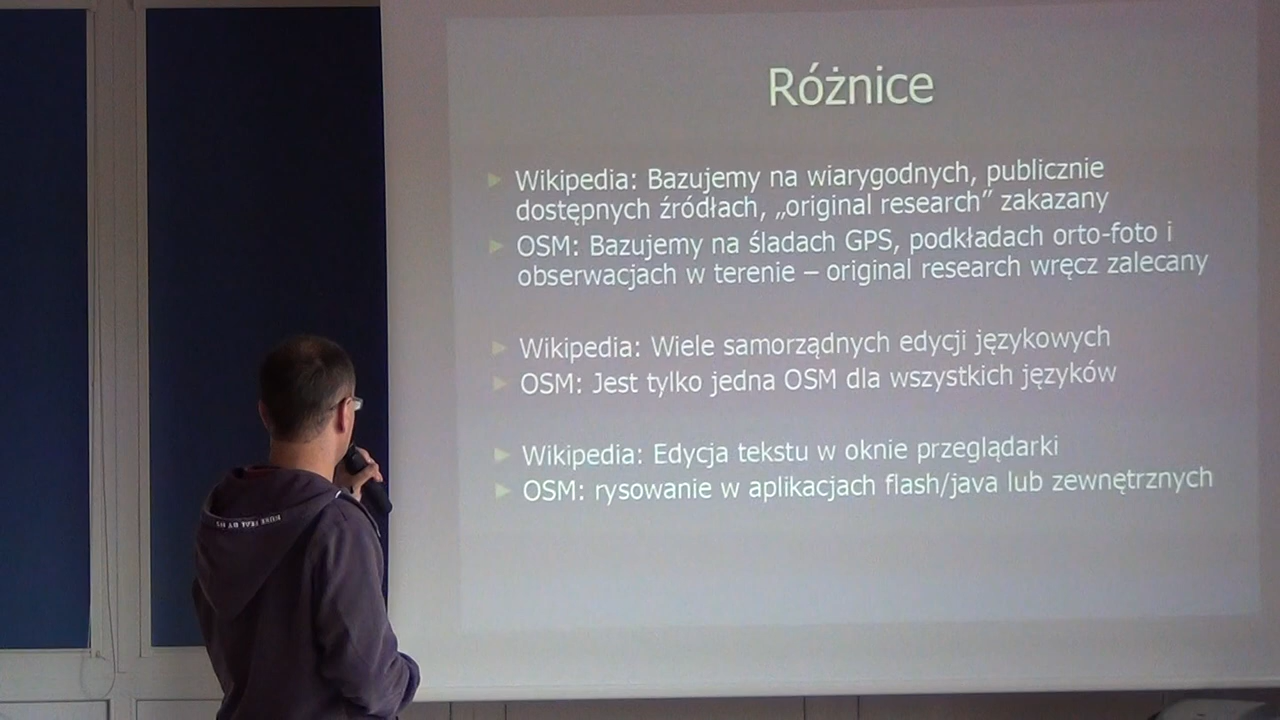 Różnice
Wikipedia: Bazujemy na wiarygodnych, publicznie
dostępnych źródłach, „original research” zakazany
OSM: Bazujemy na śladach GPS, podkładach orto-foto i
obserwacjach w terenie – original research wręcz zalecany
Wikipedia: Wiele samorządnych edycji językowych
OSM: Jest tylko jedna OSM dla wszystkich języków
Wikipedia: Edycja tekstu w oknie przeglądarki
OSM: rysowanie w aplikacjach flash/java lub zewnętrznych